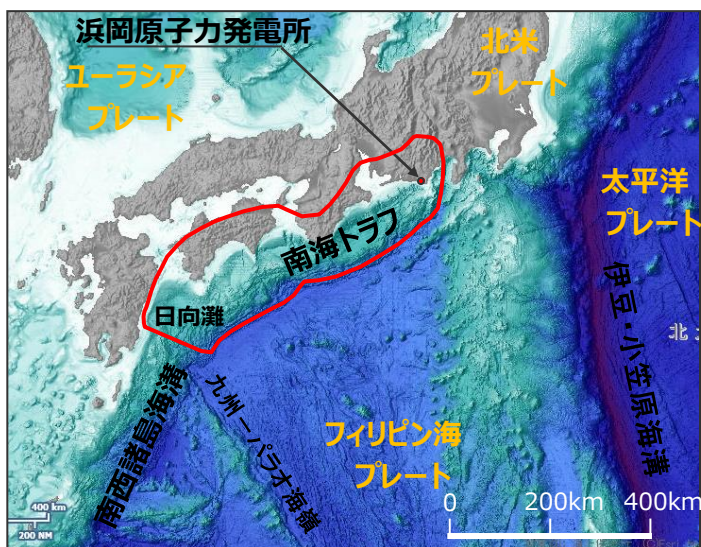 浜岡原子力発電所
北米
プレート
ユーラシア
プレート
太平洋
プレート
南海トラフ
日向灘
伊豆・小笠原海溝
北
南西諸島海溝
九州－パラオ海嶺
フィリピン海
プレート
0 200km 400km
400 km
200 NM